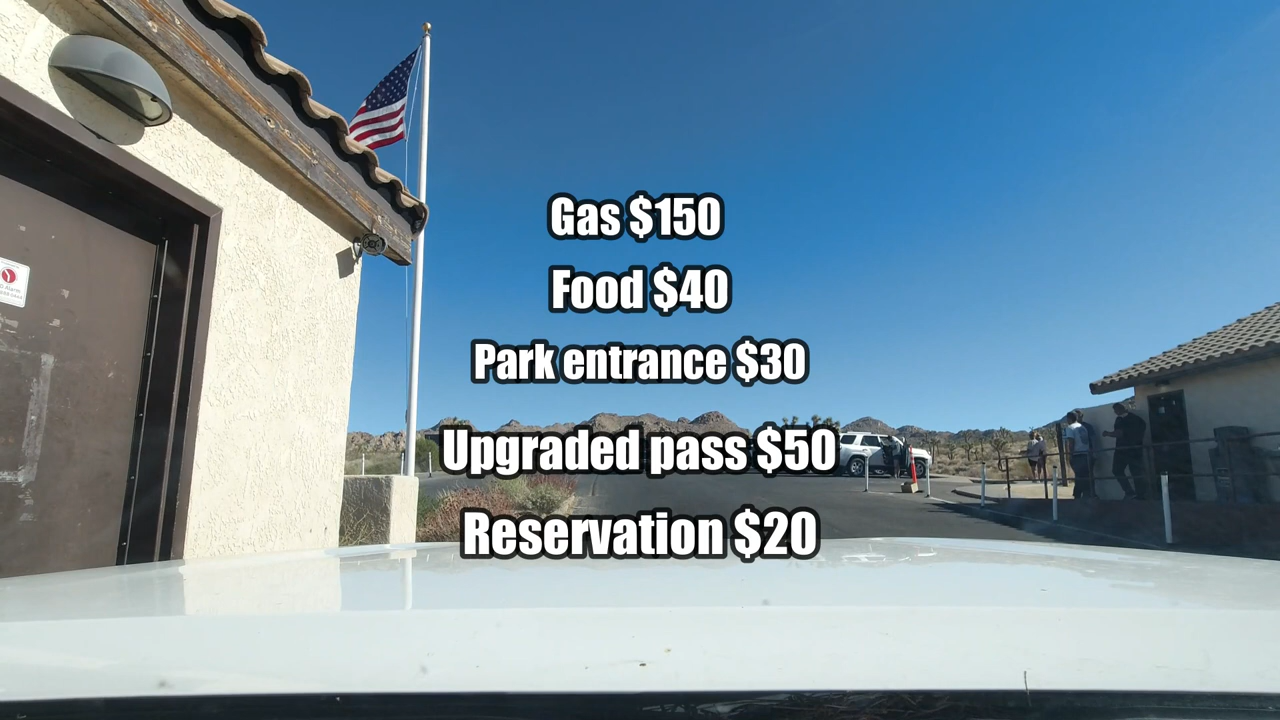 Gas $150
Food $40
Park entrance $30
Upgraded pass $50
Reservation $20